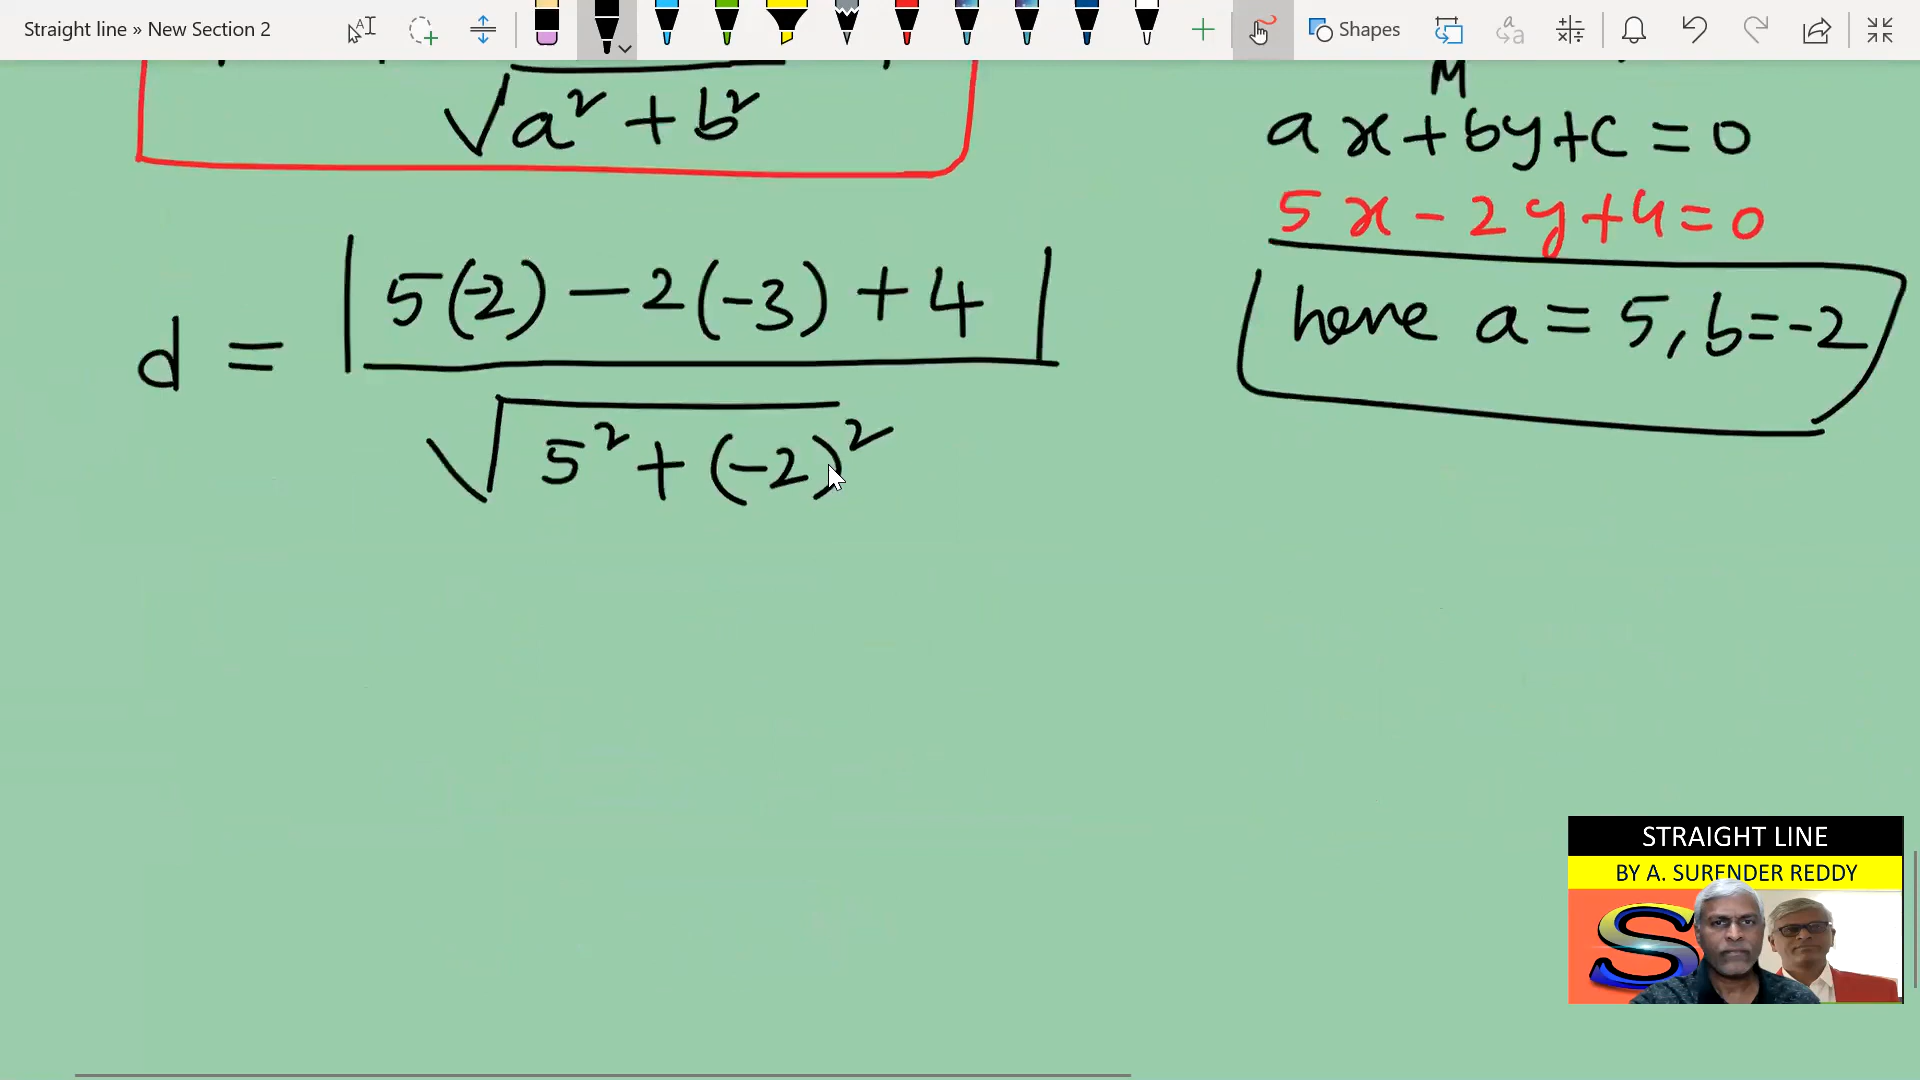 Straight line » New Section 2
Shapes
√a² + b²
M
ax + by + c = 0
5x - 2y + 4 = 0
here a = 5, b = -2
d = |5(-2) - 2(-3) + 4| / √5² + (-2)²
STRAIGHT LINE
BY A. SURENDER REDDY
S